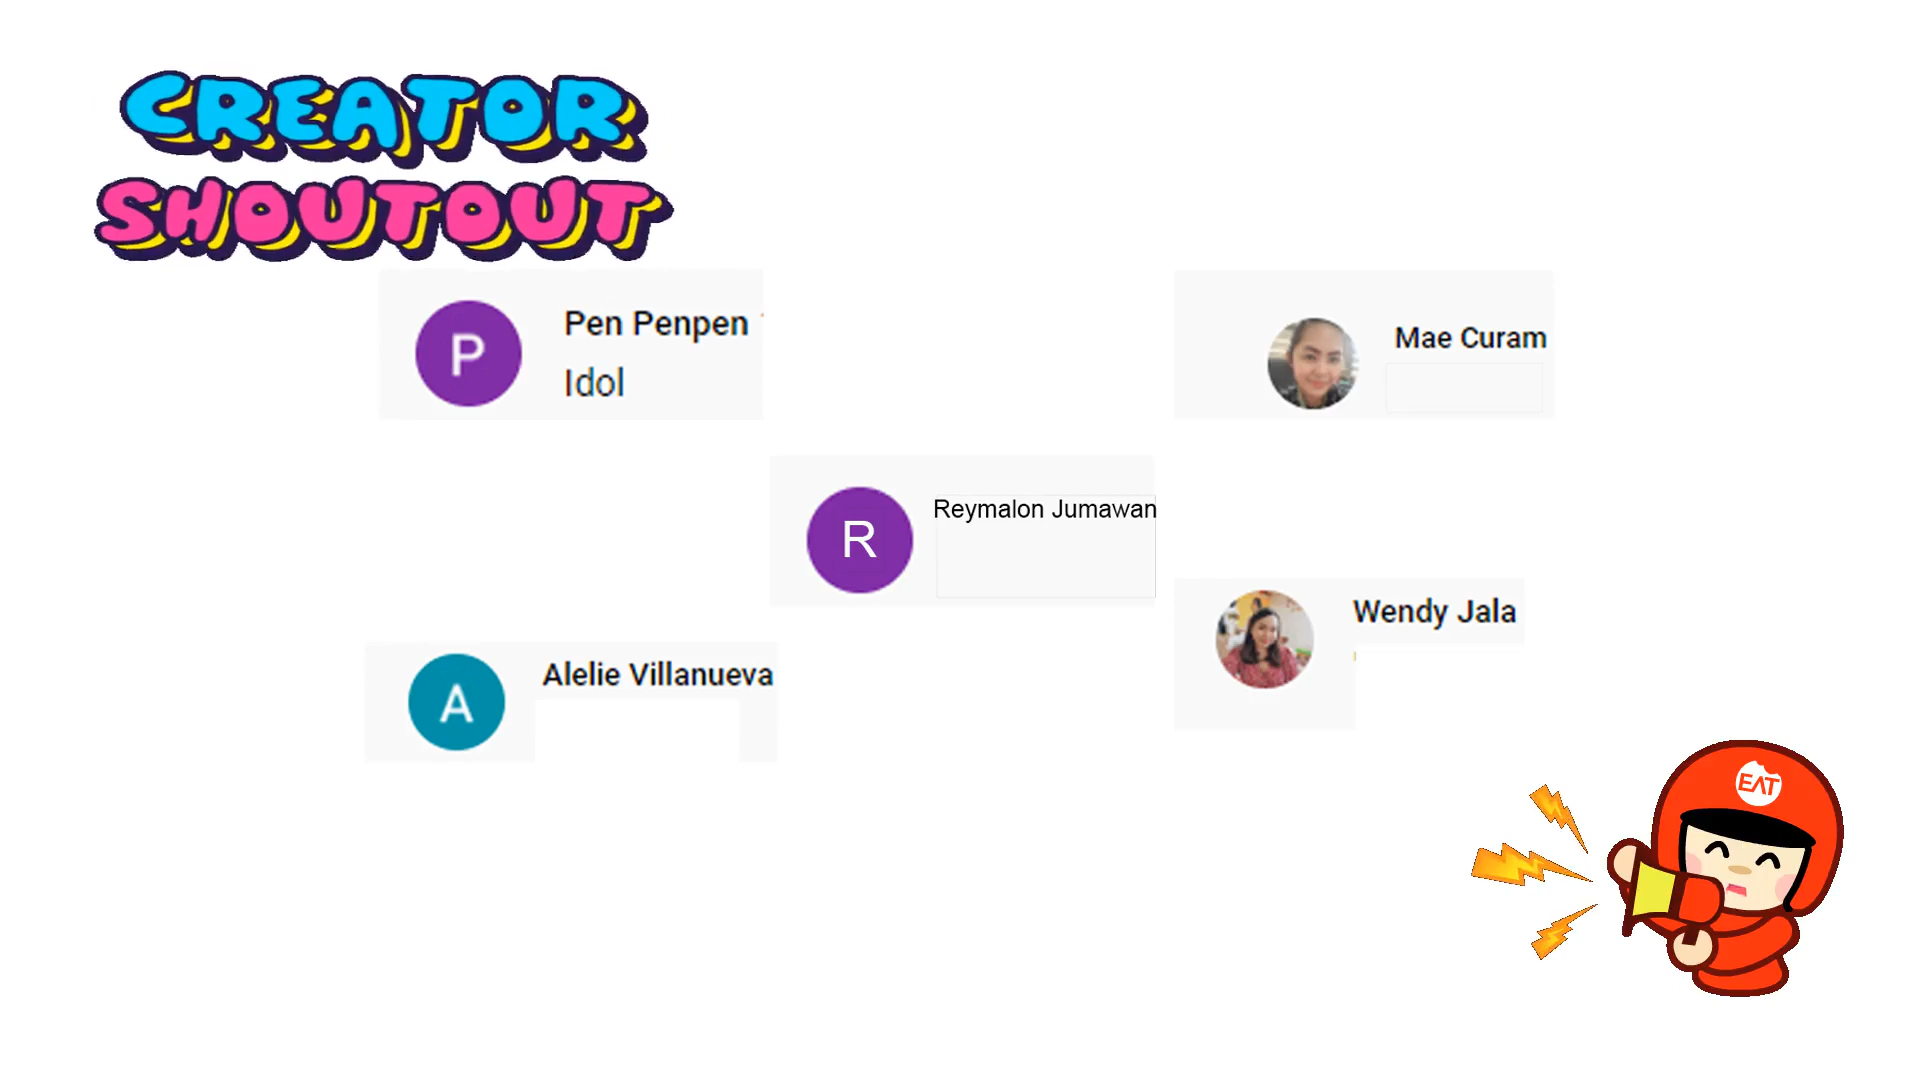 CREATOR
SHOUTOUT
P
Pen Penpen
Idol
Mae Curam
R
Reymalon Jumawan
Wendy Jala
A
Alelie Villanueva
EAT